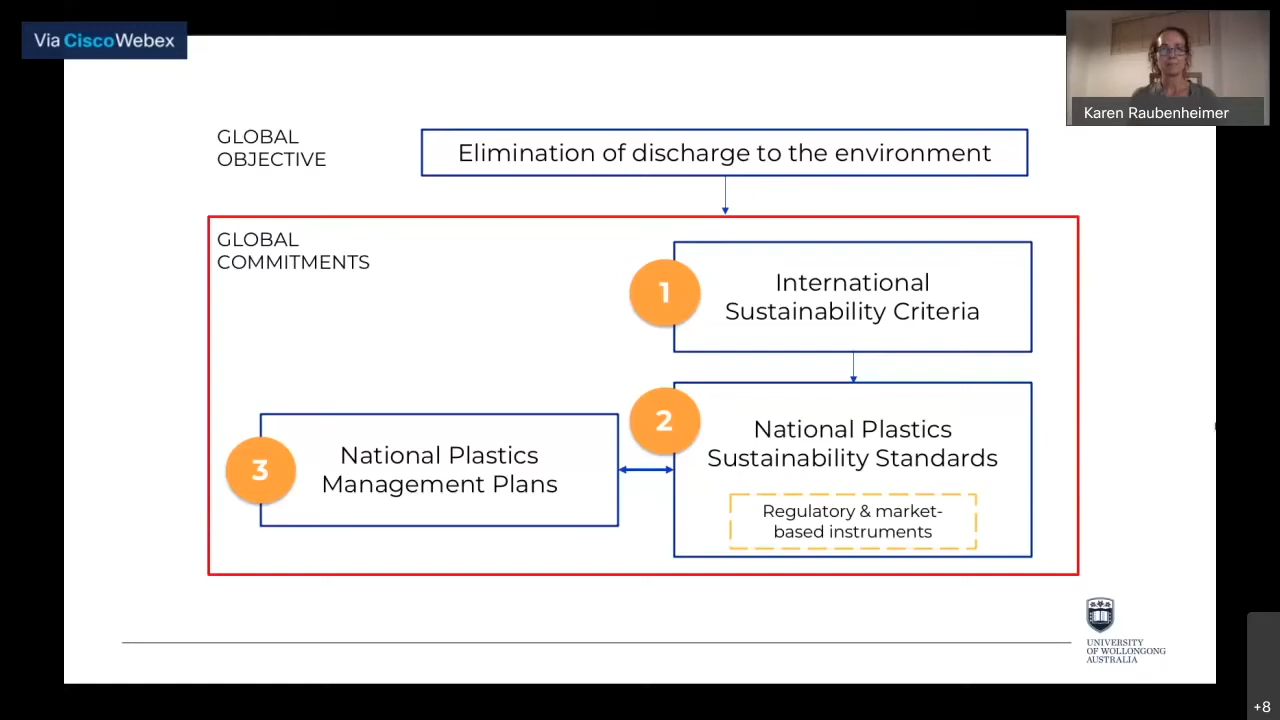 Via CiscoWebex
Karen Raubenheimer
GLOBAL
OBJECTIVE
Elimination of discharge to the environment
GLOBAL
COMMITMENTS
1
International
Sustainability Criteria
2
National Plastics
Sustainability Standards
Regulatory & market-
based instruments
3
National Plastics
Management Plans
UNIVERSITY
OF WOLLONGONG
AUSTRALIA
+8